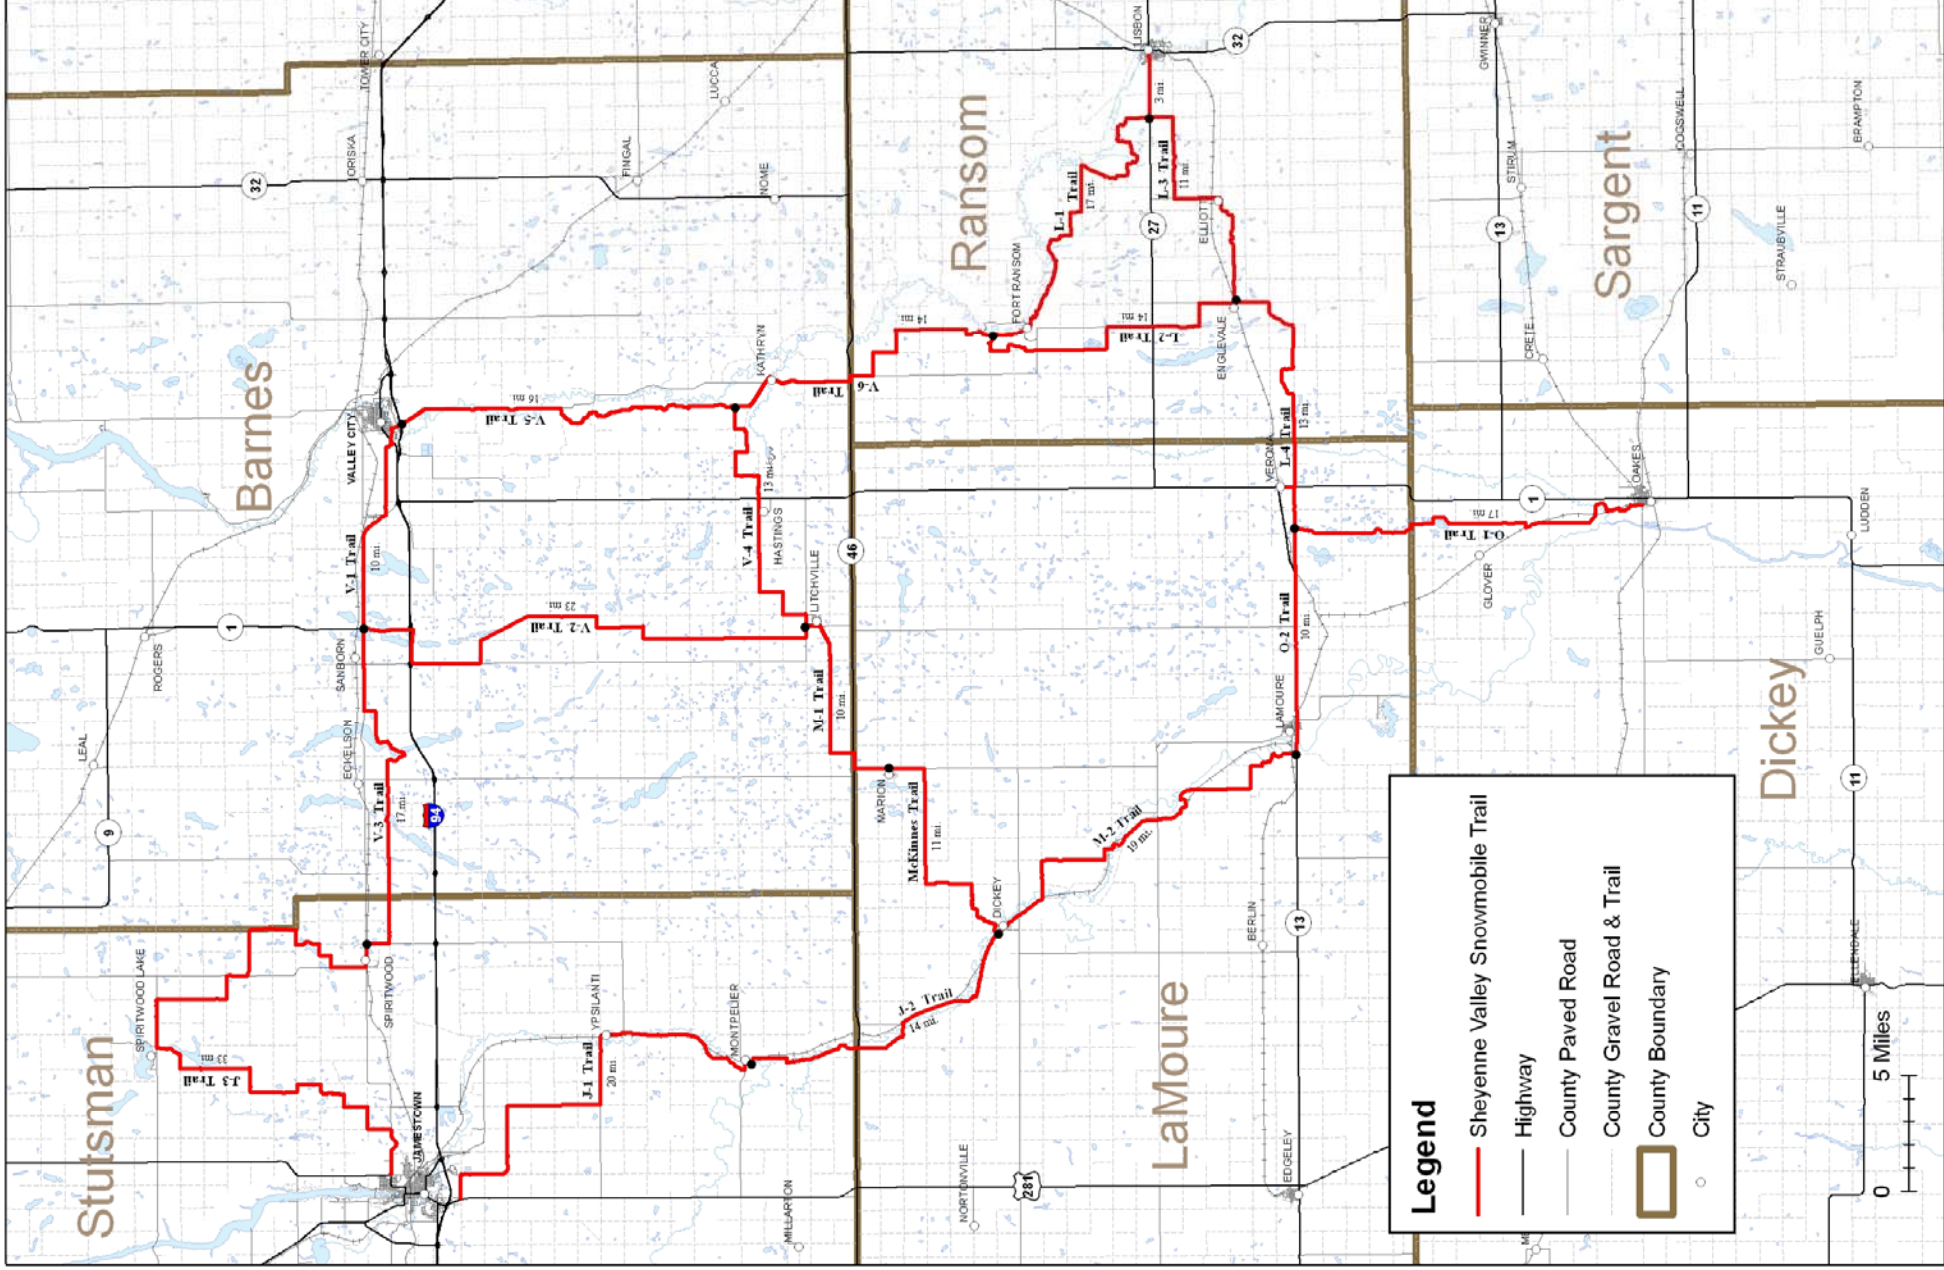 Stutsman
Barnes
Ransom
Sargent
LaMoure
Dickey
SPIRITWOOD LAKE
LEAL
ROGERS
TOWER CITY
ORISKA
LUCCA
FINGAL
NOME
LISBON
GWINNER
COGSWELL
BRAMPTON
STIRUM
STRAUBVILLE
CRETE
ELLIOTT
FORT RANSOM
ENGLEVALE
KATHRYN
VALLEY CITY
SANBORN
ECKELSON
SPIRITWOOD
JAMESTOWN
YPSILANTI
MONTPELIER
MILLARTON
NORTONVILLE
EDGELEY
BERLIN
DICKEY
MARION
LITCHVILLE
HASTINGS
VERONA
LAMOURE
OAKES
GLOVER
LUDDEN
GUELPH
ELLENDALE
J-3 Trail
33 mi.
V-3 Trail
17 mi.
V-1 Trail
10 mi.
V-2 Trail
23 mi.
V-5 Trail
16 mi.
V-4 Trail
13 mi.
V-6
Trail
14 mi.
L-1
Trail
17 mi.
3 mi.
L-3 Trail
11 mi.
L-2 Trail
14 mi.
L-4 Trail
13 mi.
O-1 Trail
17 mi.
O-2 Trail
10 mi.
M-1 Trail
10 mi.
McKinnes Trail
11 mi.
M-2 Trail
19 mi.
J-2 Trail
14 mi.
J-1 Trail
20 mi.
9
1
32
94
46
27
32
13
11
1
281
13
11
Legend
Sheyenne Valley Snowmobile Trail
Highway
County Paved Road
County Gravel Road & Trail
County Boundary
City
0 5 Miles